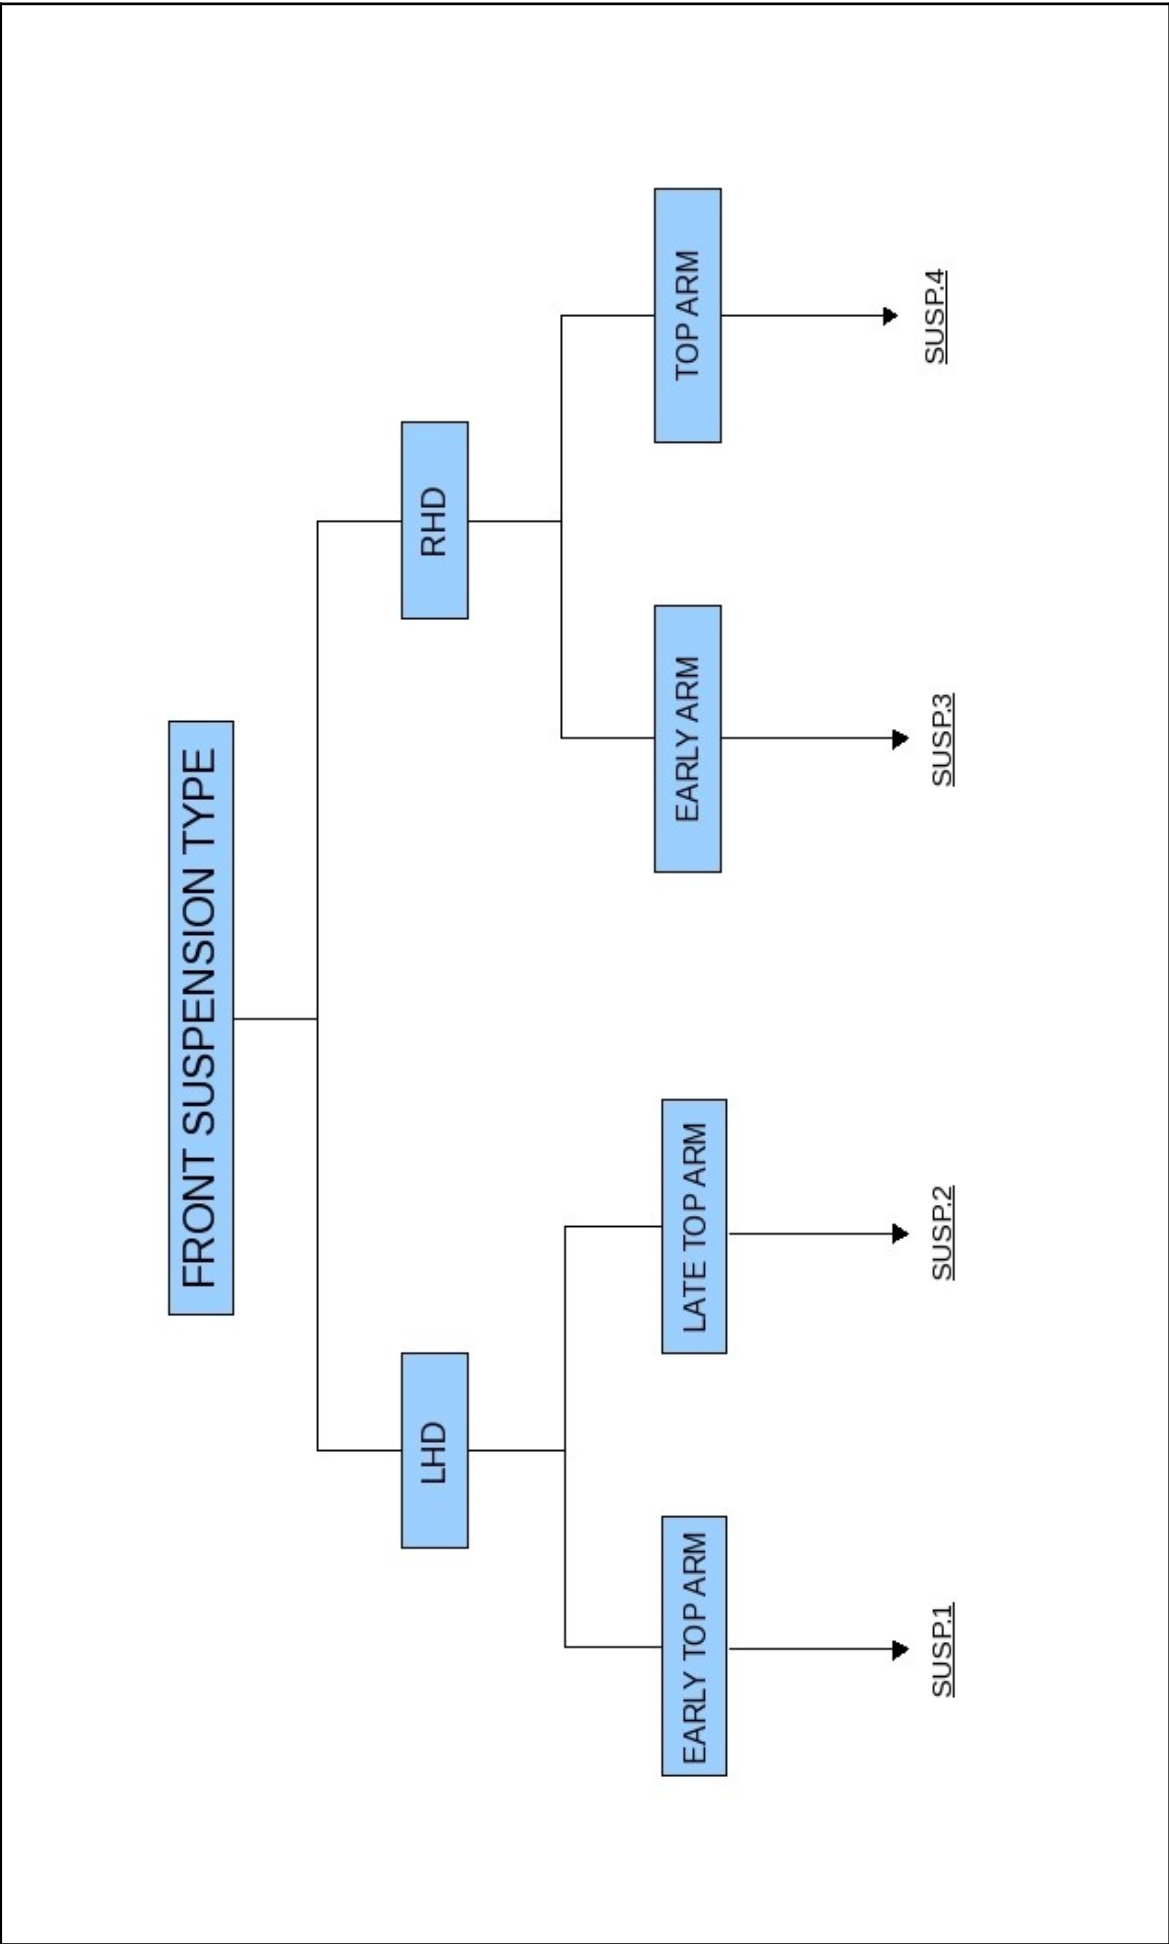 FRONT SUSPENSION TYPE
LHD
RHD
EARLY TOP ARM
LATE TOP ARM
EARLY ARM
TOP ARM
SUSP.1
SUSP.2
SUSP.3
SUSP.4